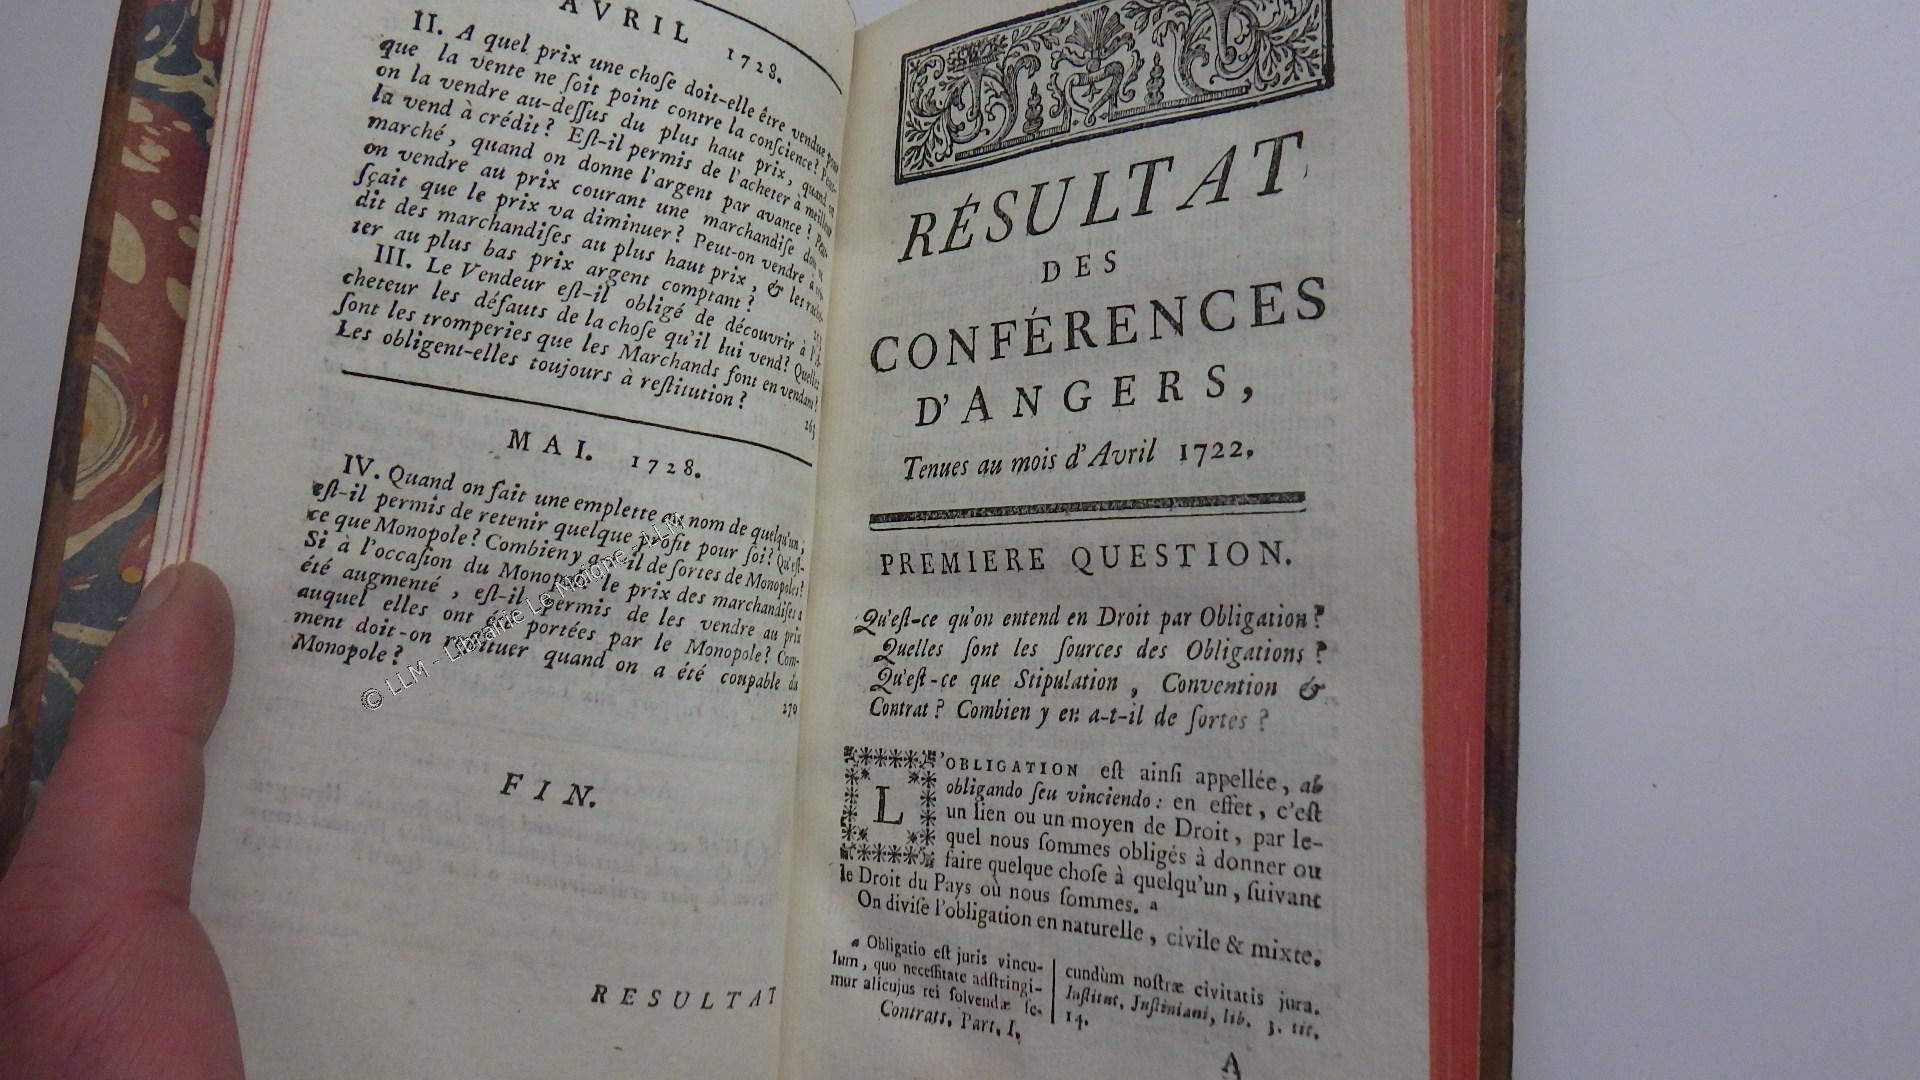 AVRIL 1728.
II. A quel prix une choſe doit-elle être vendue pour
que la vente ne ſoit point contre la conſcience? Peut-
on la vendre au-deſſus du plus haut prix, quand on
la vend à crédit? Eſt-il permis de l'acheter à meilleur
marché, quand on donne l'argent par avance? Peut-
on vendre au prix courant une marchandiſe dont on
ſçait que le prix va diminuer? Peut-on vendre à cré-
dit des marchandiſes au plus haut prix, & les rache-
ter au plus bas prix argent comptant?
III. Le Vendeur eſt-il obligé de découvrir à l'A-
cheteur les défauts de la choſe qu'il lui vend? Quelles
ſont les tromperies que les Marchands font en vendant?
Les obligent-elles toujours à reſtitution? 263
MAI. 1728.
IV. Quand on fait une emplette au nom de quelqu'un,
eſt-il permis de retenir quelque profit pour ſoi? Qu'eſt-
ce que Monopole? Combien y a-t-il de ſortes de Monopoles?
Si à l'occaſion du Monopole le prix des marchandiſes a
été augmenté, eſt-il permis de les vendre au prix
auquel elles ont été portées par le Monopole? Com-
ment doit-on reſtituer quand on a été coupable du
Monopole? 270
FIN.
RESULTAT
© LLM - Librairie Le Moigne - LLM
RÉSULTAT
DES
CONFÉRENCES
D'ANGERS,
Tenues au mois d'Avril 1722.
PREMIERE QUESTION.
Qu'eſt-ce qu'on entend en Droit par Obligation?
Quelles ſont les ſources des Obligations?
Qu'eſt-ce que Stipulation, Convention &
Contrat? Combien y en a-t-il de ſortes?
L'OBLIGATION eſt ainſi appellée, ab
obligando ſeu vinciendo: en effet, c'eſt
un lien ou un moyen de Droit, par le-
quel nous ſommes obligés à donner ou
faire quelque choſe à quelqu'un, ſuivant
le Droit du Pays où nous ſommes. a
On diviſe l'obligation en naturelle, civile & mixte.
a Obligatio eſt juris vincu-
lum, quo neceſſitate adſtringi-
mur alicujus rei ſolvendæ ſe-
cundùm noſtræ civitatis jura.
Inſtitut. Juſtiniani, lib. 3. tit.
14.
Contrats. Part. I.
A